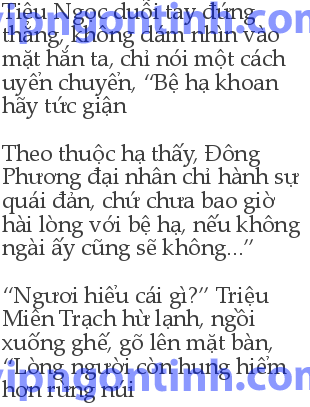 Tiêu Ngọc duỗi tay đứng
thẳng, không dám nhìn vào
mặt hắn ta, chỉ nói một cách
uyển chuyển, “Bệ hạ khoan
hãy tức giận
Theo thuộc hạ thấy, Đông
Phương đại nhân chỉ hành sự
quái đản, chứ chưa bao giờ
hài lòng với bệ hạ, nếu không
ngài ấy cũng sẽ không...”
“Ngươi hiểu cái gì?” Triệu
Miên Trạch hừ lạnh, ngồi
xuống ghế, gõ lên mặt bàn,
“Lòng người còn hung hiểm
hơn rừng núi
vipngontinh.com
vipngontinh.com